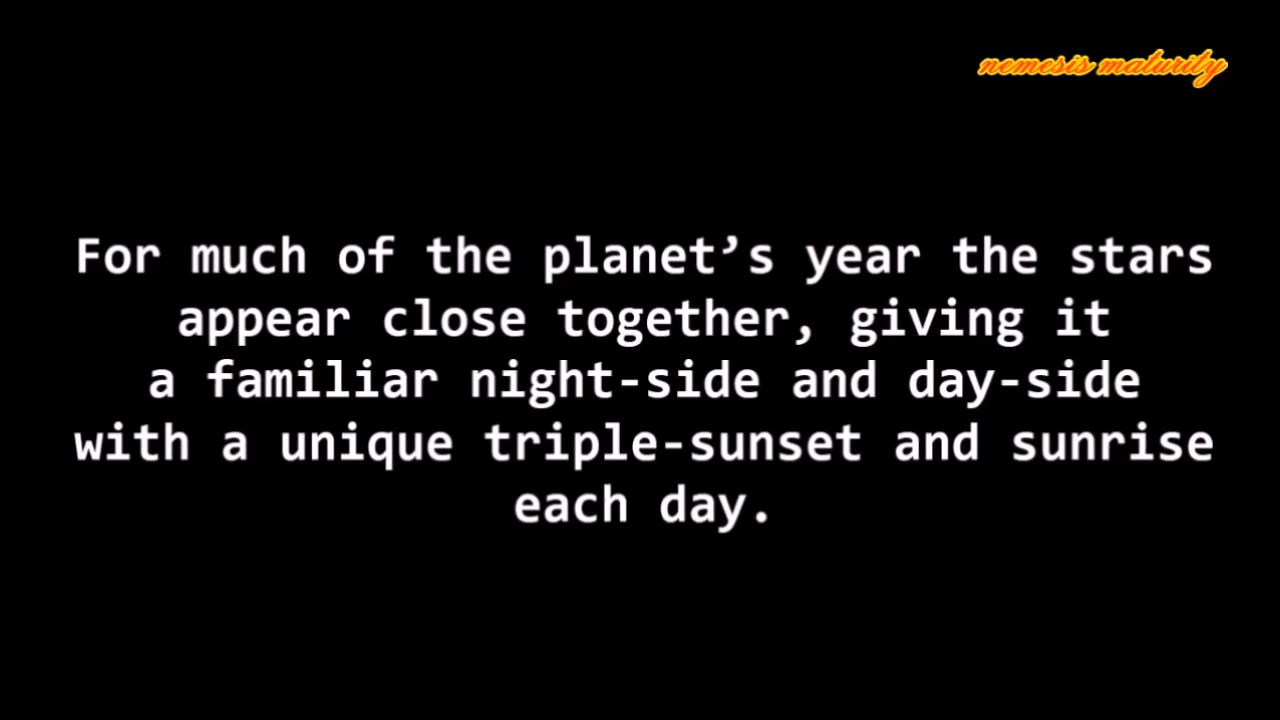 nemesis maturity
For much of the planet’s year the stars
appear close together, giving it
a familiar night-side and day-side
with a unique triple-sunset and sunrise
each day.